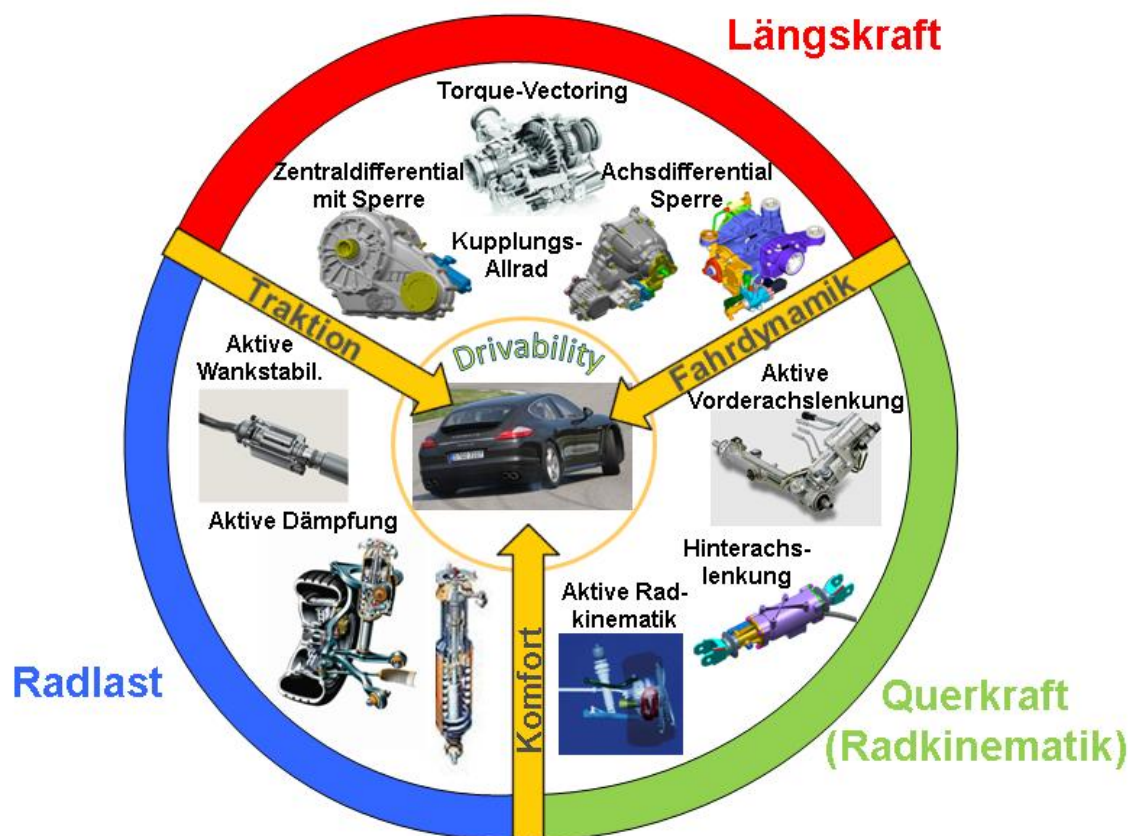 Längskraft
Torque-Vectoring
Zentraldifferential
mit Sperre
Achsdifferential
Sperre
Kupplungs-
Allrad
Traktion
Fahrdynamik
Drivability
Aktive
Wankstabil.
Aktive
Vorderachslenkung
Aktive Dämpfung
Hinterachs-
lenkung
Aktive Rad-
kinematik
Komfort
Radlast
Querkraft
(Radkinematik)